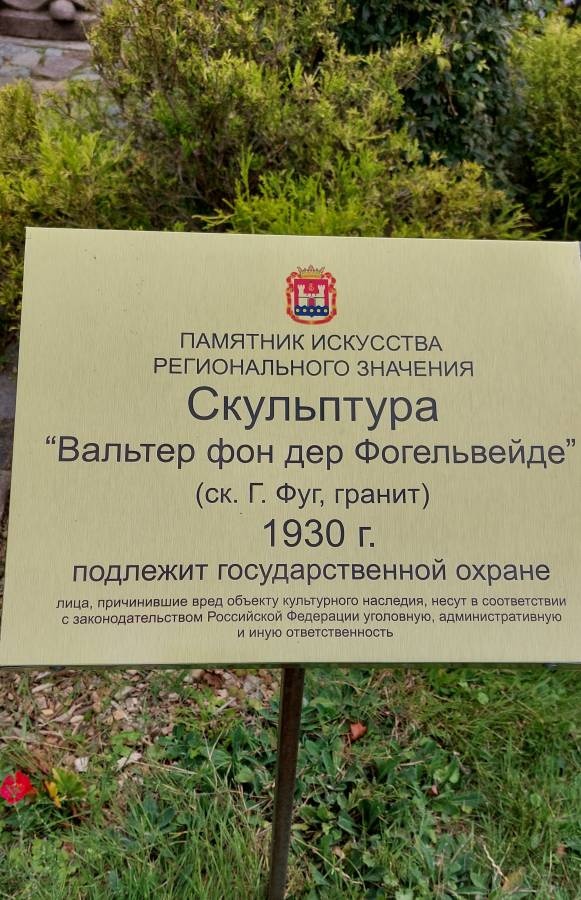 ПАМЯТНИК ИСКУССТВА
РЕГИОНАЛЬНОГО ЗНАЧЕНИЯ
Скульптура
“Вальтер фон дер Фогельвейде”
(ск. Г. Фуг, гранит)
1930 г.
подлежит государственной охране
лица, причинившие вред объекту культурного наследия, несут в соответствии
с законодательством Российской Федерации уголовную, административную
и иную ответственность